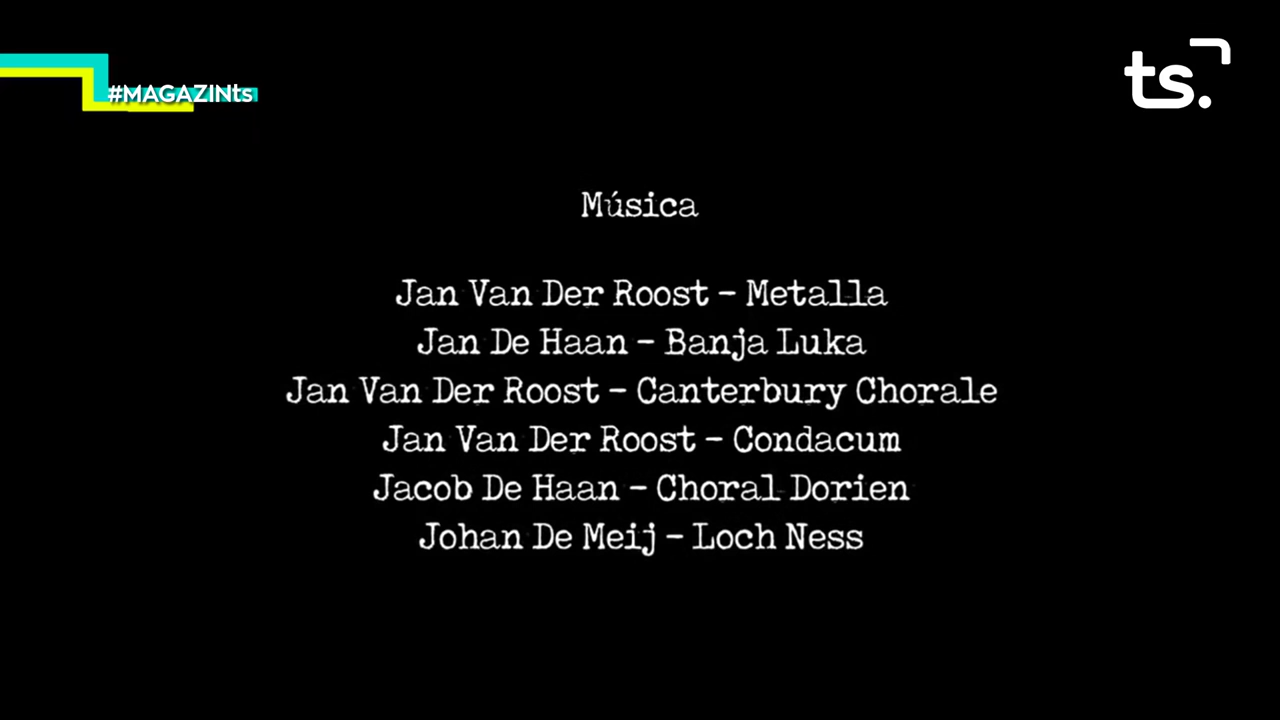 #MAGAZINts
ts.
Música
Jan Van Der Roost - Metalla
Jan De Haan - Banja Luka
Jan Van Der Roost - Canterbury Chorale
Jan Van Der Roost - Condacum
Jacob De Haan - Choral Dorien
Johan De Meij - Loch Ness